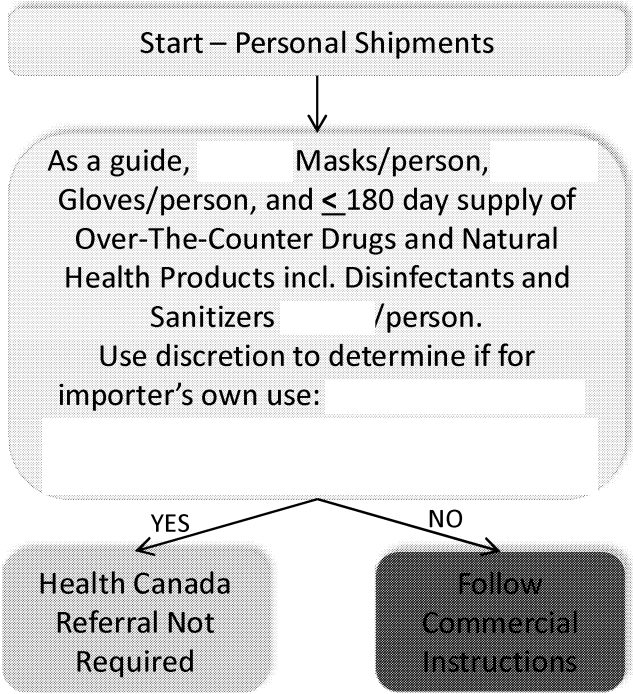 Start – Personal Shipments
As a guide, Masks/person,
Gloves/person, and < 180 day supply of
Over-The-Counter Drugs and Natural
Health Products incl. Disinfectants and
Sanitizers /person.
Use discretion to determine if for
importer’s own use:
YES
NO
Health Canada
Referral Not
Required
Follow
Commercial
Instructions